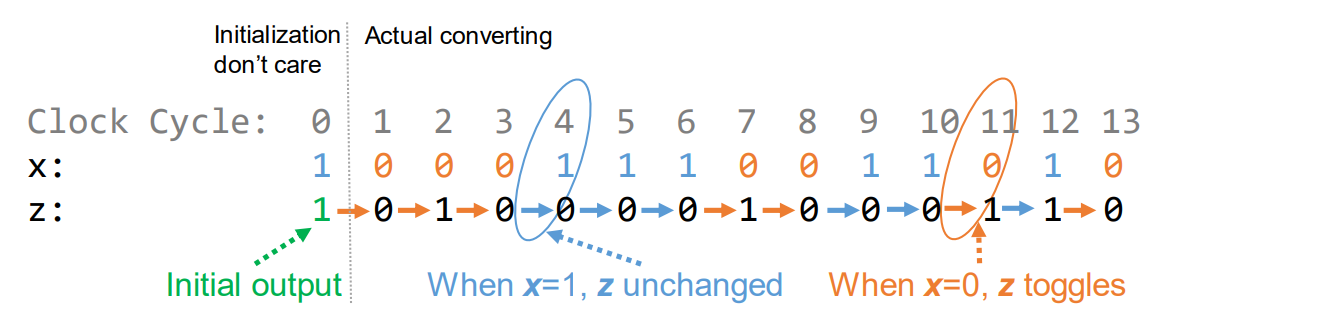 Initialization
don't care
Actual converting
Clock Cycle: 0 1 2 3 4 5 6 7 8 9 10 11 12 13
x: 1 0 0 0 1 1 1 0 0 1 1 0 1 0
z: 1 0 1 0 0 0 0 1 0 0 0 1 1 0
Initial output
When x=1, z unchanged
When x=0, z toggles